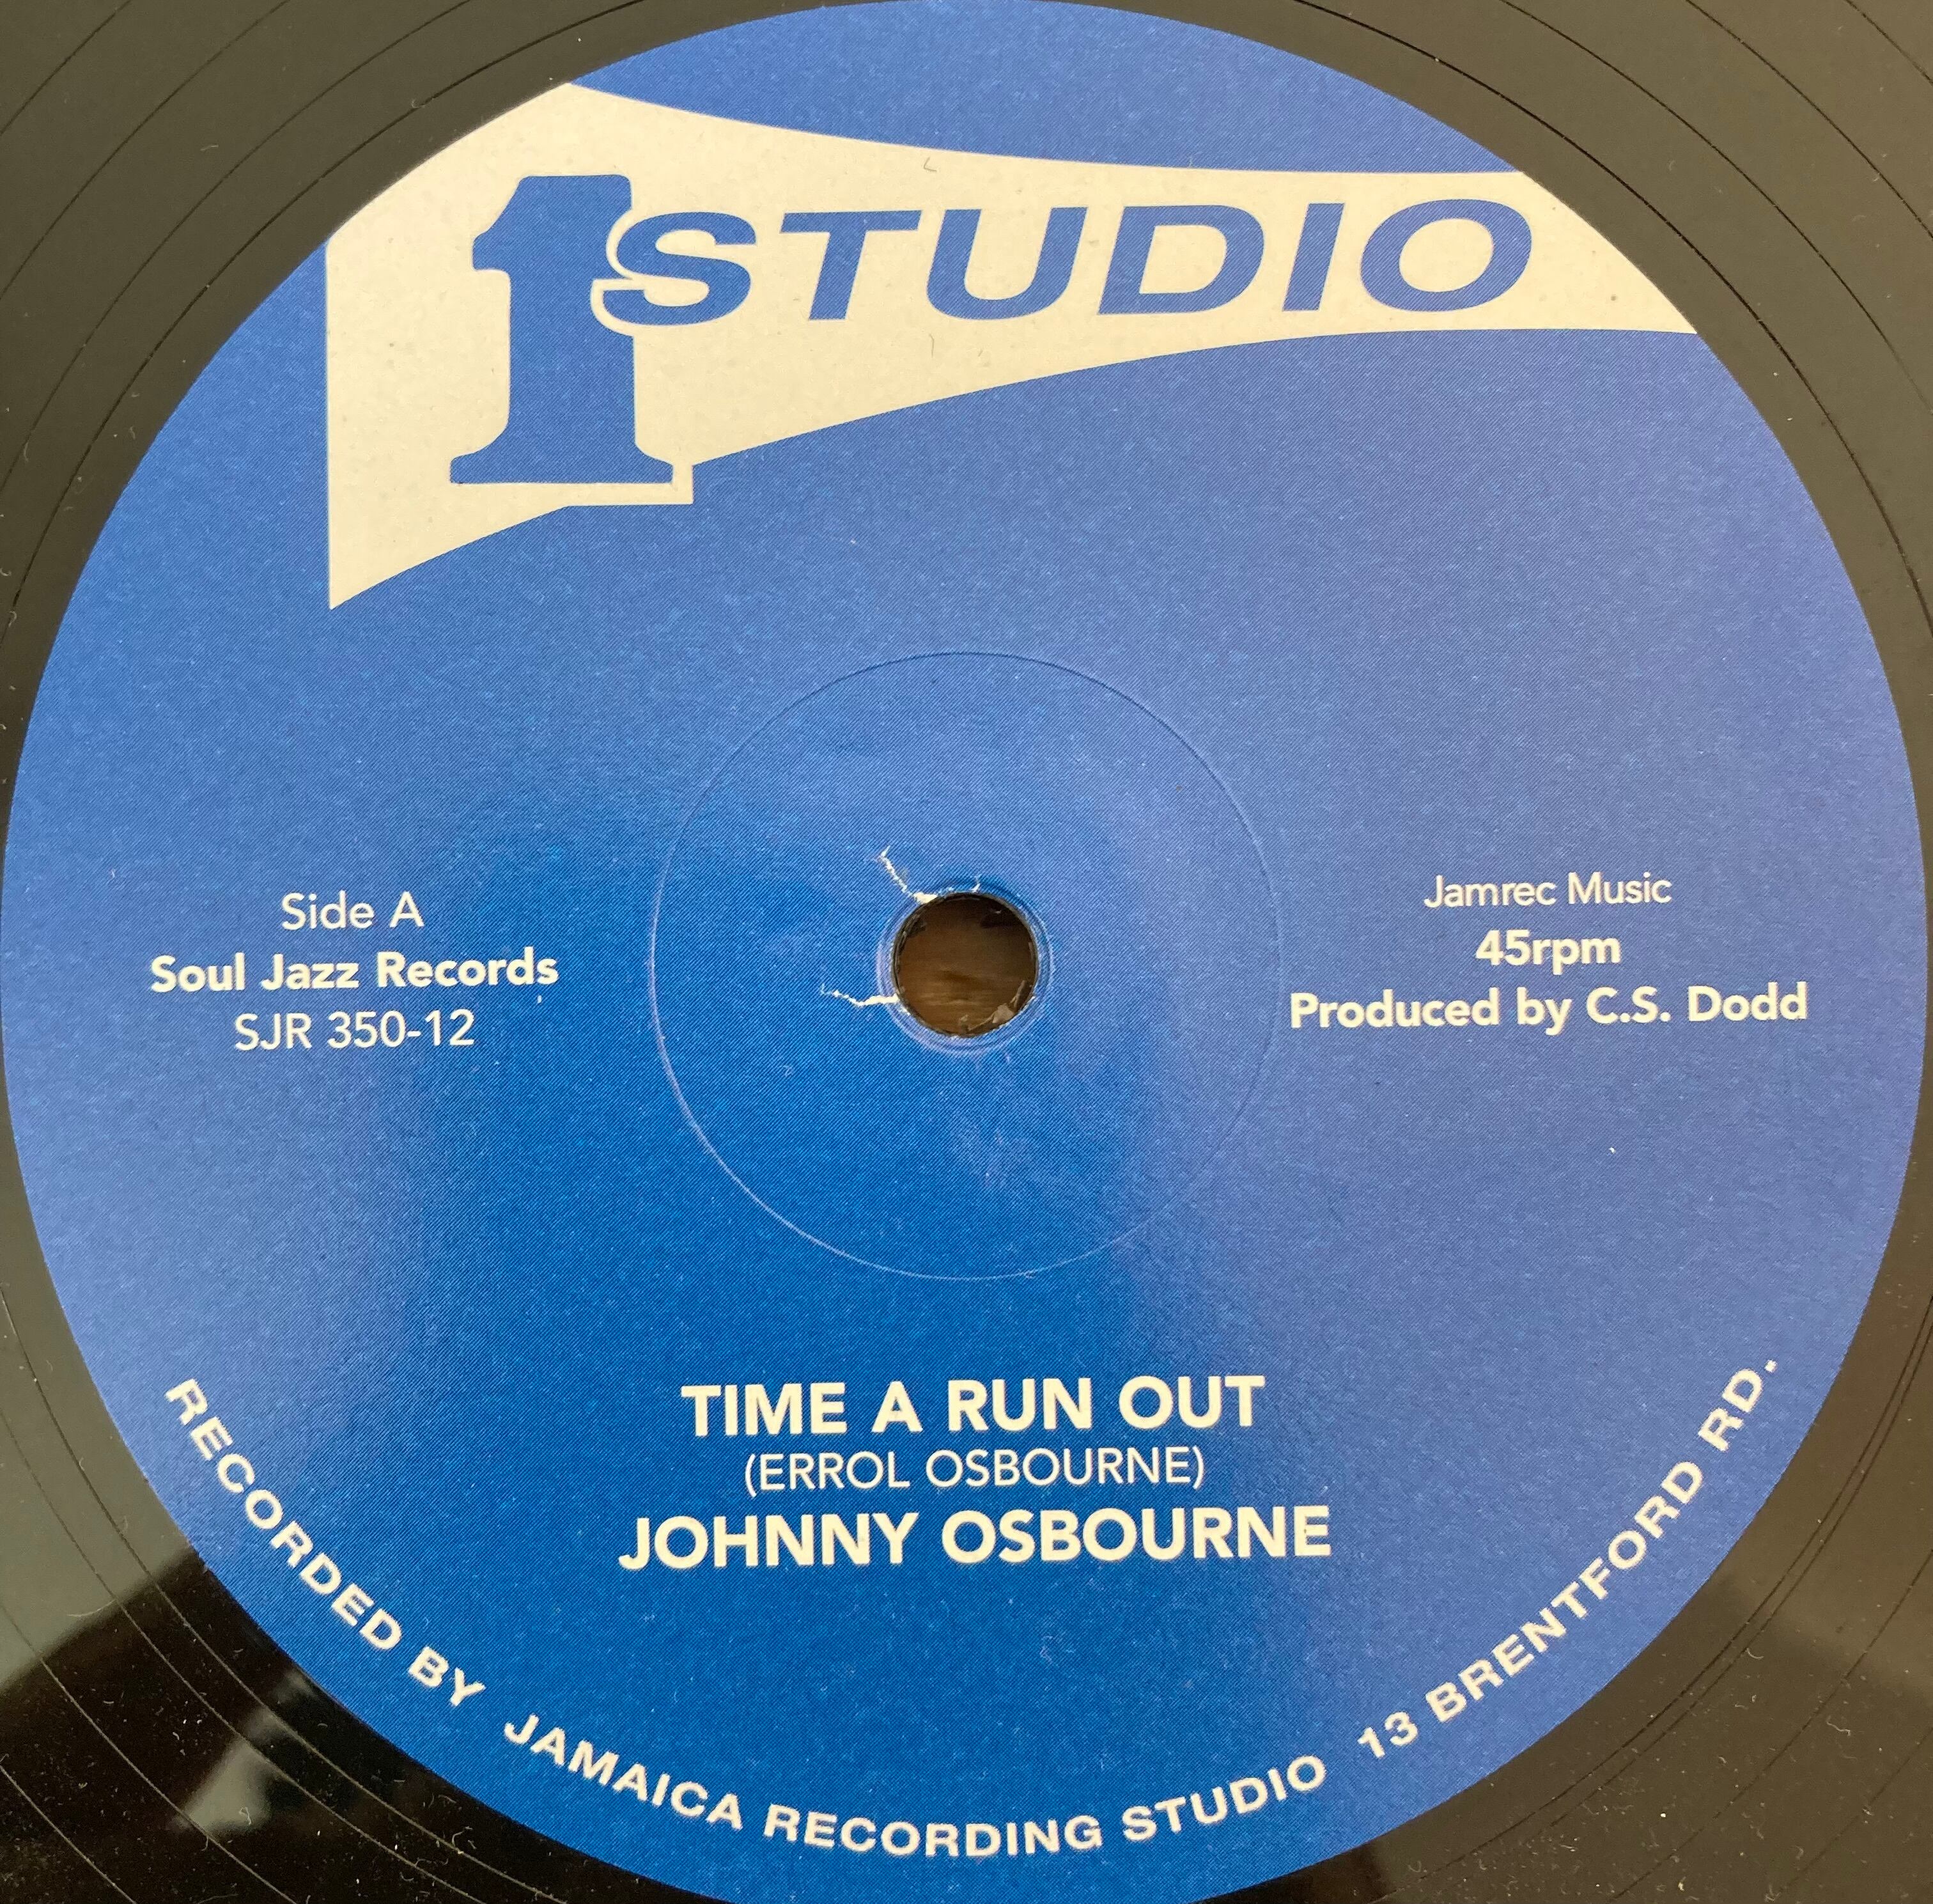 1 STUDIO
Side A
Soul Jazz Records
SJR 350-12
Jamrec Music
45rpm
Produced by C.S. Dodd
TIME A RUN OUT
(ERROL OSBOURNE)
JOHNNY OSBOURNE
RECORDED BY JAMAICA RECORDING STUDIO 13 BRENTFORD RD.